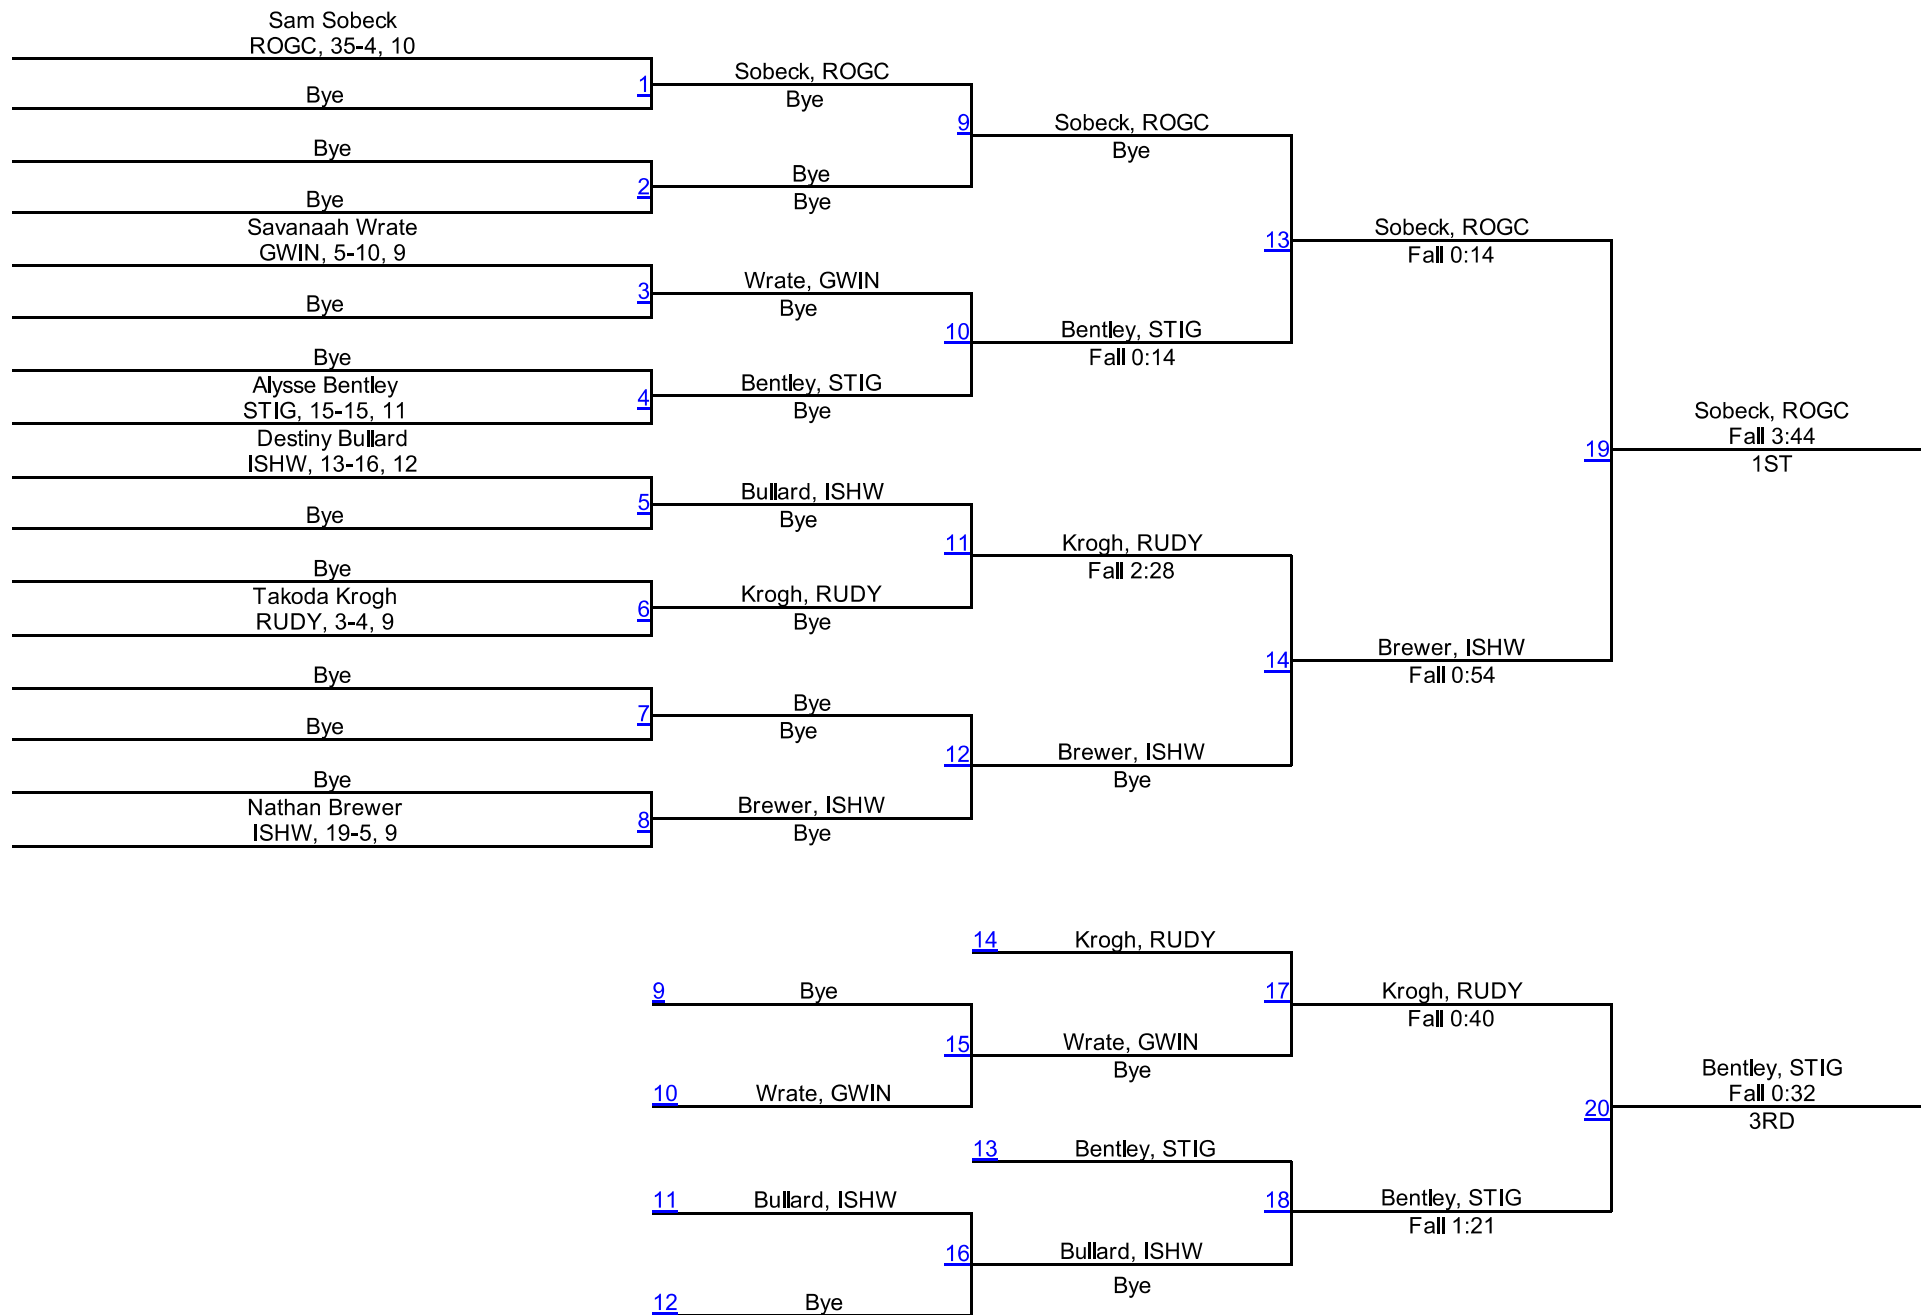 Sam Sobeck
ROGC, 35-4, 10
1
Sobeck, ROGC
Bye
Bye
9
Sobeck, ROGC
Bye
Bye
2
Bye
Bye
Bye
Savanaah Wrate
GWIN, 5-10, 9
13
Sobeck, ROGC
Fall 0:14
3
Wrate, GWIN
Bye
Bye
10
Bentley, STIG
Fall 0:14
Bye
Alysse Bentley
STIG, 15-15, 11
4
Bentley, STIG
Bye
Destiny Bullard
ISHW, 13-16, 12
19
Sobeck, ROGC
Fall 3:44
1ST
5
Bullard, ISHW
Bye
Bye
11
Krogh, RUDY
Fall 2:28
Bye
Takoda Krogh
RUDY, 3-4, 9
6
Krogh, RUDY
Bye
14
Brewer, ISHW
Fall 0:54
Bye
7
Bye
Bye
Bye
12
Brewer, ISHW
Bye
Bye
Nathan Brewer
ISHW, 19-5, 9
8
Brewer, ISHW
Bye
14
Krogh, RUDY
9
Bye
17
Krogh, RUDY
Fall 0:40
15
Wrate, GWIN
Bye
10
Wrate, GWIN
20
Bentley, STIG
Fall 0:32
3RD
13
Bentley, STIG
11
Bullard, ISHW
18
Bentley, STIG
Fall 1:21
16
Bullard, ISHW
Bye
12
Bye